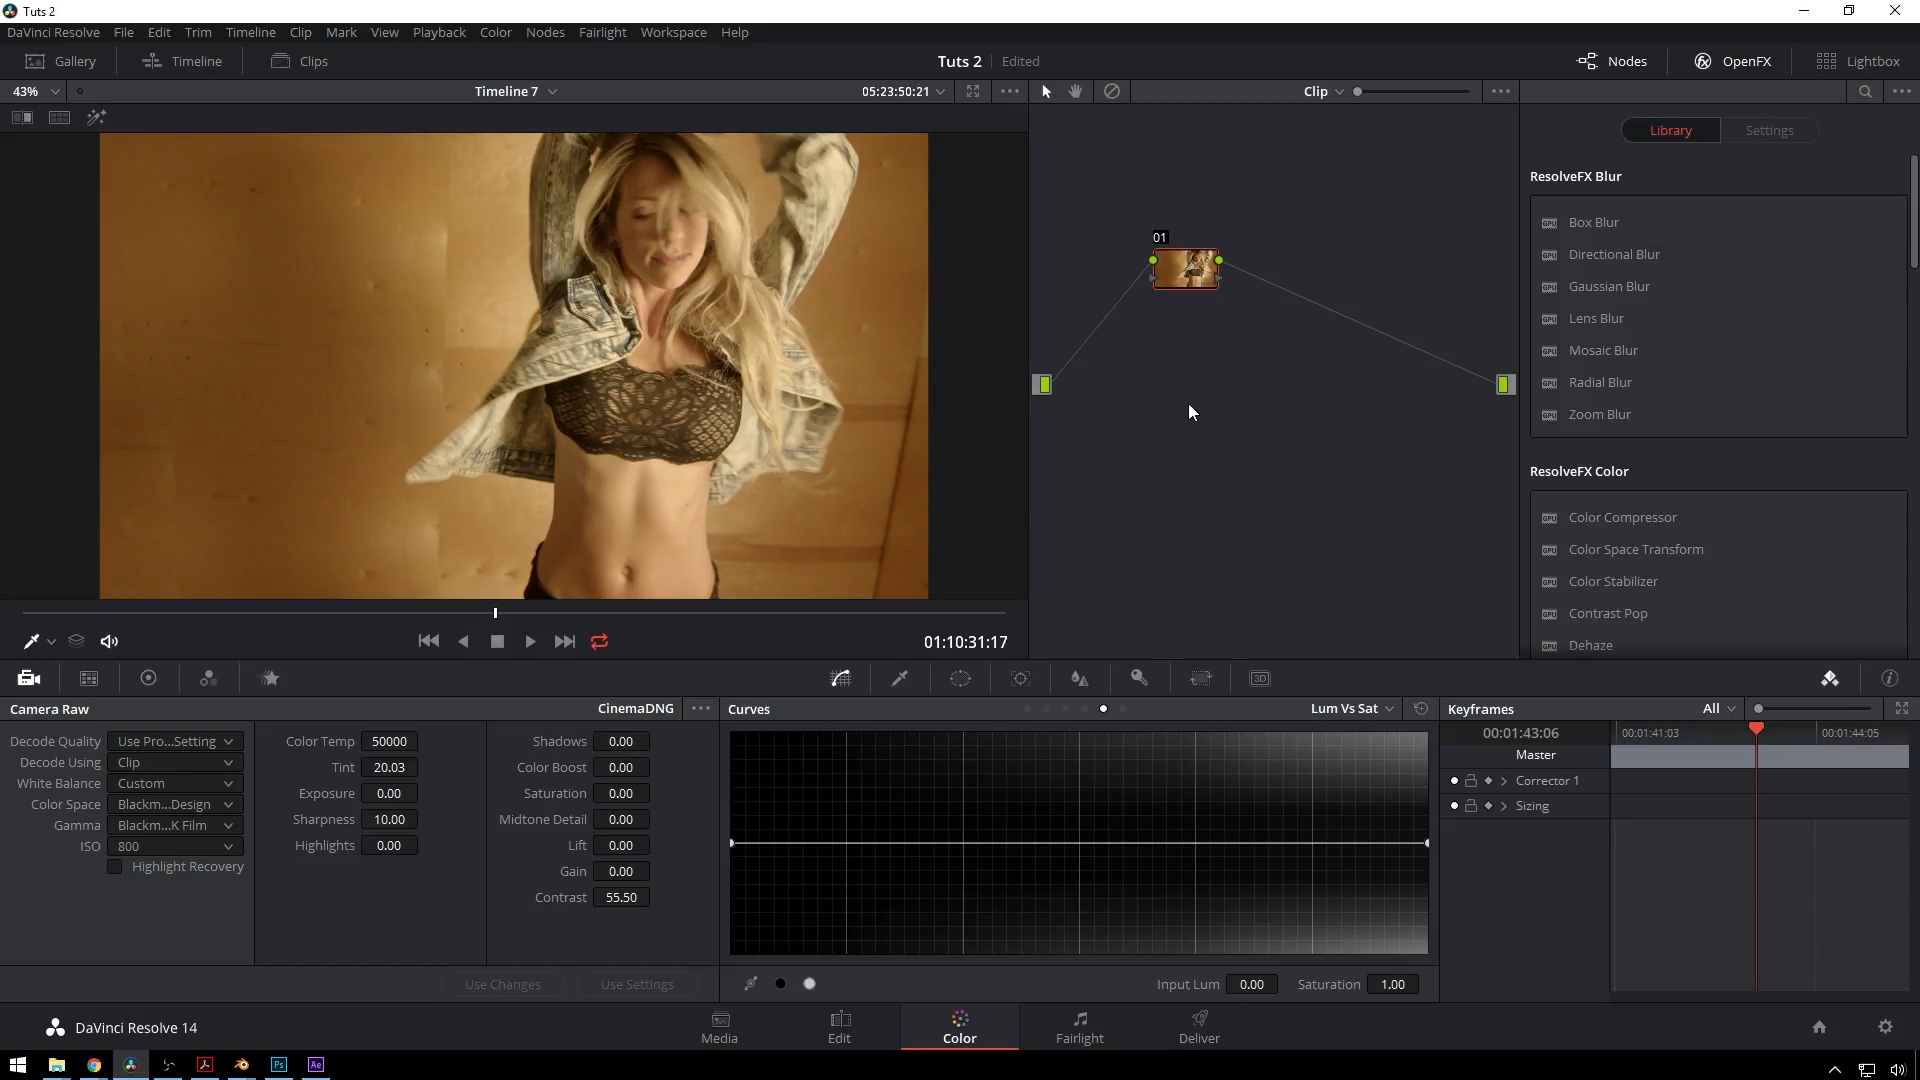 Tuts 2
DaVinci Resolve File Edit Trim Timeline Clip Mark View Playback Color Nodes Fairlight Workspace Help
Gallery Timeline Clips Tuts 2 Edited Nodes OpenFX Lightbox
43% Timeline 7 05:23:50:21 Clip
Library Settings
ResolveFX Blur
Box Blur
Directional Blur
Gaussian Blur
Lens Blur
Mosaic Blur
Radial Blur
Zoom Blur
ResolveFX Color
Color Compressor
Color Space Transform
Color Stabilizer
Contrast Pop
Dehaze
01
01:10:31:17
3D
Camera Raw CinemaDNG
Decode Quality Use Pro...Setting
Decode Using Clip
White Balance Custom
Color Space Blackm...Design
Gamma Blackm...K Film
ISO 800
Highlight Recovery
Color Temp 50000
Tint 20.03
Exposure 0.00
Sharpness 10.00
Highlights 0.00
Shadows 0.00
Color Boost 0.00
Saturation 0.00
Midtone Detail 0.00
Lift 0.00
Gain 0.00
Contrast 55.50
Use Changes Use Settings
Curves Lum Vs Sat
Input Lum 0.00 Saturation 1.00
Keyframes All
00:01:43:06 00:01:41:03 00:01:44:05
Master
Corrector 1
Sizing
DaVinci Resolve 14 Media Edit Color Fairlight Deliver
Ps Ae